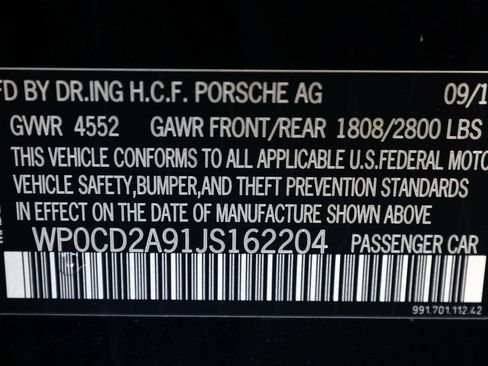 FD BY DR.ING H.C.F. PORSCHE AG 09/1
GVWR 4552 GAWR FRONT/REAR 1808/2800 LBS
THIS VEHICLE CONFORMS TO ALL APPLICABLE U.S.FEDERAL MOTO
VEHICLE SAFETY,BUMPER,AND THEFT PREVENTION STANDARDS
IN EFFECT ON THE DATE OF MANUFACTURE SHOWN ABOVE
WP0CD2A91JS162204 PASSENGER CAR
991.701.112.42